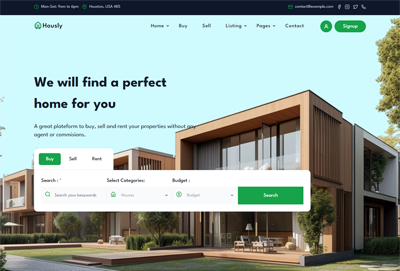 Mon-Sat: 9am to 6pm Houston, USA 485 contact@example.com
Hously Home Buy Sell Listing Pages Contact Signup
We will find a perfect
home for you
A great plateform to buy, sell and rent your properties without any
agent or commisions.
Buy Sell Rent
Search : * Select Categories: Budget :
Search your keaywords Houses Budget Search